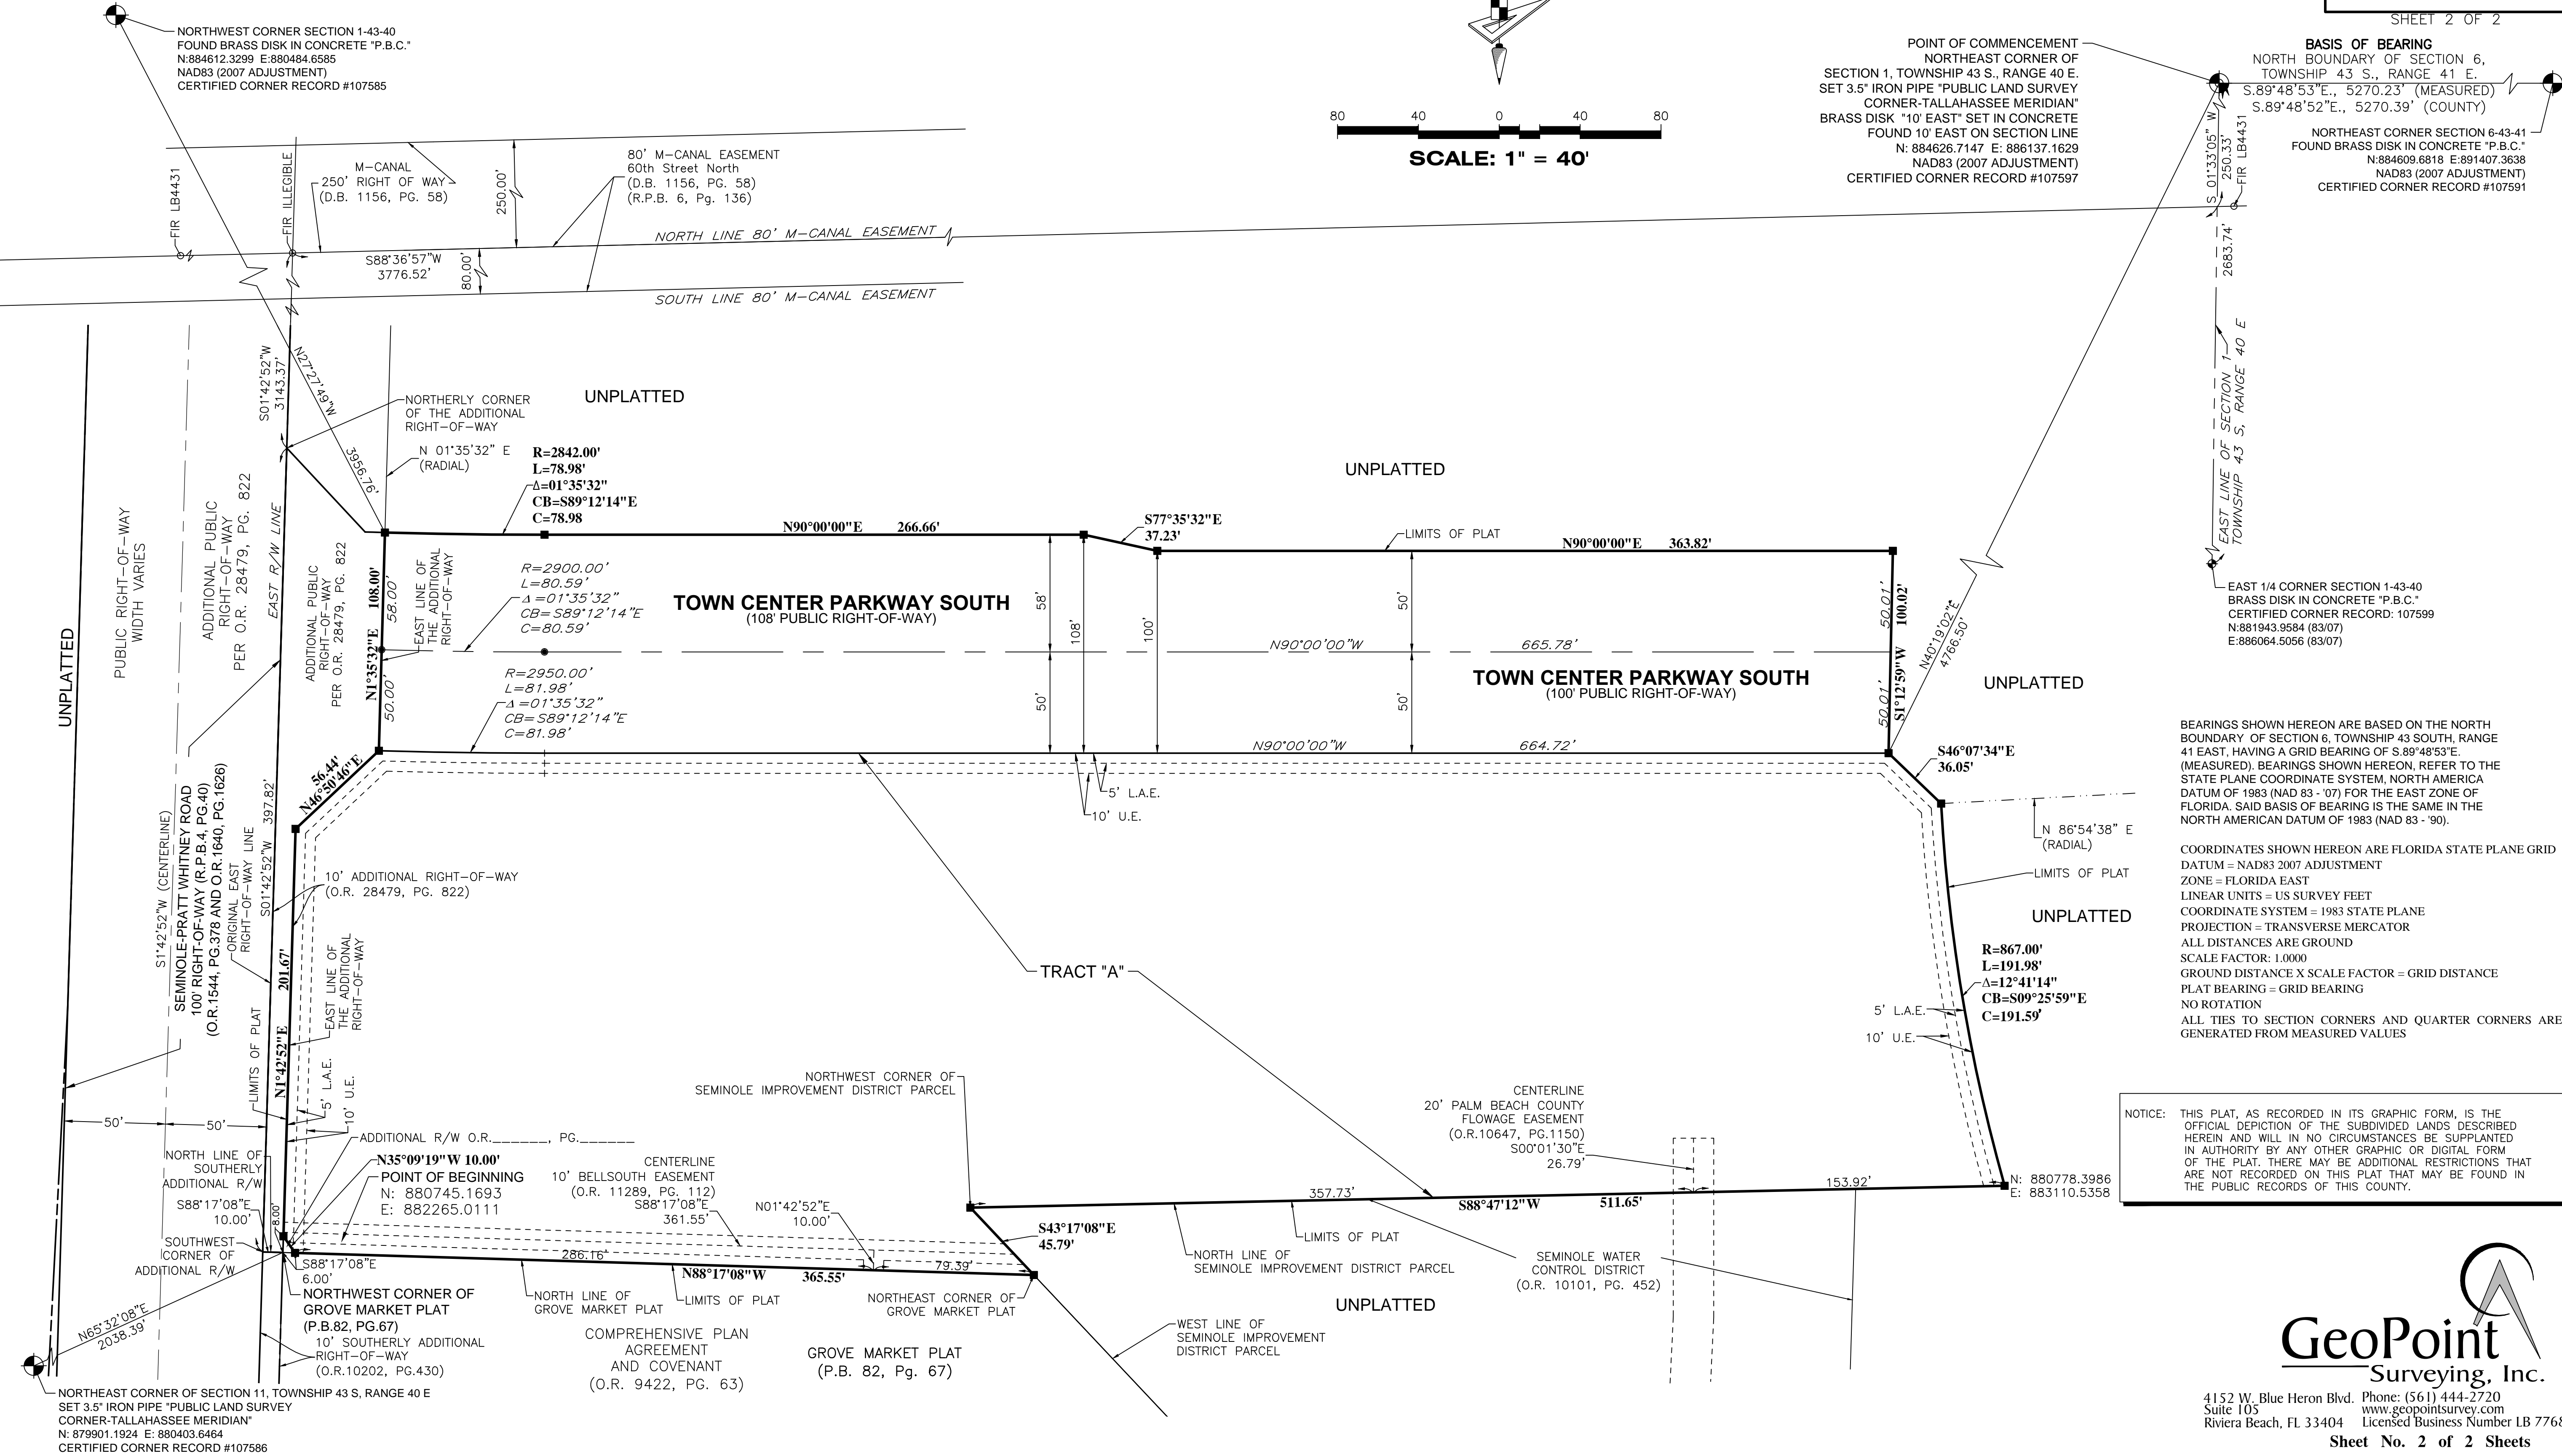 NORTHWEST CORNER SECTION 1-43-40
FOUND BRASS DISK IN CONCRETE "P.B.C."
N:884612.3299 E:880484.6585
NAD83 (2007 ADJUSTMENT)
CERTIFIED CORNER RECORD #107585
80 40 0 40 80
SCALE: 1" = 40'
POINT OF COMMENCEMENT
NORTHEAST CORNER OF
SECTION 1, TOWNSHIP 43 S., RANGE 40 E.
SET 3.5" IRON PIPE "PUBLIC LAND SURVEY
CORNER-TALLAHASSEE MERIDIAN"
BRASS DISK "10' EAST" SET IN CONCRETE
FOUND 10' EAST ON SECTION LINE
N: 884626.7147 E: 886137.1629
NAD83 (2007 ADJUSTMENT)
CERTIFIED CORNER RECORD #107597
SHEET 2 OF 2
BASIS OF BEARING
NORTH BOUNDARY OF SECTION 6,
TOWNSHIP 43 S., RANGE 41 E.
S.89°48'53"E., 5270.23' (MEASURED)
S.89°48'52"E., 5270.39' (COUNTY)
NORTHEAST CORNER SECTION 6-43-41
FOUND BRASS DISK IN CONCRETE "P.B.C."
N:884609.6818 E:891407.3638
NAD83 (2007 ADJUSTMENT)
CERTIFIED CORNER RECORD #107591
S 01°33'05" W
250.33'
FIR LB4431
2683.74'
EAST LINE OF SECTION 1
TOWNSHIP 43 S, RANGE 40 E
EAST 1/4 CORNER SECTION 1-43-40
BRASS DISK IN CONCRETE "P.B.C."
CERTIFIED CORNER RECORD: 107599
N:881943.9584 (83/07)
E:886064.5056 (83/07)
FIR LB4431
FIR ILLEGIBLE
M-CANAL
250' RIGHT OF WAY
(D.B. 1156, PG. 58)
250.00'
80' M-CANAL EASEMENT
60th Street North
(D.B. 1156, PG. 58)
(R.P.B. 6, Pg. 136)
NORTH LINE 80' M-CANAL EASEMENT
S88°36'57"W
3776.52'
80.00'
SOUTH LINE 80' M-CANAL EASEMENT
S01°42'52"W
3143.37'
N27°27'49"W
3956.76'
NORTHERLY CORNER
OF THE ADDITIONAL
RIGHT-OF-WAY
N 01°35'32" E
(RADIAL)
UNPLATTED
R=2842.00'
L=78.98'
Δ=01°35'32"
CB=S89°12'14"E
C=78.98
N90°00'00"E 266.66'
S77°35'32"E
37.23'
UNPLATTED
LIMITS OF PLAT
N90°00'00"E 363.82'
UNPLATTED
PUBLIC RIGHT-OF-WAY
WIDTH VARIES
ADDITIONAL PUBLIC
RIGHT-OF-WAY
PER O.R. 28479, PG. 822
EAST R/W LINE
ADDITIONAL PUBLIC
RIGHT-OF-WAY
PER O.R. 28479, PG. 822
N1°35'32"E 108.00'
58.00'
50.00'
EAST LINE OF
THE ADDITIONAL
RIGHT-OF-WAY
R=2900.00'
L=80.59'
Δ=01°35'32"
CB=S89°12'14"E
C=80.59'
R=2950.00'
L=81.98'
Δ=01°35'32"
CB=S89°12'14"E
C=81.98'
TOWN CENTER PARKWAY SOUTH
(108' PUBLIC RIGHT-OF-WAY)
58'
50'
108'
100'
50'
50'
N90°00'00"W 665.78'
TOWN CENTER PARKWAY SOUTH
(100' PUBLIC RIGHT-OF-WAY)
N90°00'00"W 664.72'
50.01'
50.01'
S1°12'59"W 100.02'
N40°19'02"E
4766.50'
UNPLATTED
S46°07'34"E
36.05'
N 86°54'38" E
(RADIAL)
LIMITS OF PLAT
UNPLATTED
R=867.00'
L=191.98'
Δ=12°41'14"
CB=S09°25'59"E
C=191.59'
5' L.A.E.
10' U.E.
BEARINGS SHOWN HEREON ARE BASED ON THE NORTH
BOUNDARY OF SECTION 6, TOWNSHIP 43 SOUTH, RANGE
41 EAST, HAVING A GRID BEARING OF S.89°48'53"E.
(MEASURED). BEARINGS SHOWN HEREON, REFER TO THE
STATE PLANE COORDINATE SYSTEM, NORTH AMERICA
DATUM OF 1983 (NAD 83 - '07) FOR THE EAST ZONE OF
FLORIDA. SAID BASIS OF BEARING IS THE SAME IN THE
NORTH AMERICAN DATUM OF 1983 (NAD 83 - '90).
COORDINATES SHOWN HEREON ARE FLORIDA STATE PLANE GRID
DATUM = NAD83 2007 ADJUSTMENT
ZONE = FLORIDA EAST
LINEAR UNITS = US SURVEY FEET
COORDINATE SYSTEM = 1983 STATE PLANE
PROJECTION = TRANSVERSE MERCATOR
ALL DISTANCES ARE GROUND
SCALE FACTOR: 1.0000
GROUND DISTANCE X SCALE FACTOR = GRID DISTANCE
PLAT BEARING = GRID BEARING
NO ROTATION
ALL TIES TO SECTION CORNERS AND QUARTER CORNERS ARE
GENERATED FROM MEASURED VALUES
5' L.A.E.
10' U.E.
56.44'
N46°50'46"E
10' ADDITIONAL RIGHT-OF-WAY
(O.R. 28479, PG. 822)
S1°42'52"W (CENTERLINE)
SEMINOLE-PRATT WHITNEY ROAD
100' RIGHT-OF-WAY (R.P.B.4, PG.40)
(O.R.1544, PG.378 AND O.R.1640, PG.1626)
ORIGINAL EAST
RIGHT-OF-WAY LINE
S01°42'52"W 397.82'
N1°42'52"E 201.67'
LIMITS OF PLAT
EAST LINE OF
THE ADDITIONAL
RIGHT-OF-WAY
5' L.A.E.
10' U.E.
TRACT "A"
50'
50'
NORTH LINE OF
SOUTHERLY
ADDITIONAL R/W
S88°17'08"E
10.00'
SOUTHWEST
CORNER OF
ADDITIONAL R/W
8.00'
ADDITIONAL R/W O.R.______, PG.______
N35°09'19"W 10.00'
POINT OF BEGINNING
N: 880745.1693
E: 882265.0111
CENTERLINE
10' BELLSOUTH EASEMENT
(O.R. 11289, PG. 112)
S88°17'08"E
361.55'
N01°42'52"E
10.00'
NORTHWEST CORNER OF
SEMINOLE IMPROVEMENT DISTRICT PARCEL
S43°17'08"E
45.79'
CENTERLINE
20' PALM BEACH COUNTY
FLOWAGE EASEMENT
(O.R.10647, PG.1150)
S00°01'30"E
26.79'
357.73'
S88°47'12"W 511.65'
153.92'
N: 880778.3986
E: 883110.5358
NORTH LINE OF
SEMINOLE IMPROVEMENT DISTRICT PARCEL
LIMITS OF PLAT
SEMINOLE WATER
CONTROL DISTRICT
(O.R. 10101, PG. 452)
UNPLATTED
S88°17'08"E
6.00'
286.16'
79.39'
N88°17'08"W 365.55'
NORTHWEST CORNER OF
GROVE MARKET PLAT
(P.B.82, PG.67)
NORTH LINE OF
GROVE MARKET PLAT
LIMITS OF PLAT
NORTHEAST CORNER OF
GROVE MARKET PLAT
10' SOUTHERLY ADDITIONAL
RIGHT-OF-WAY
(O.R.10202, PG.430)
COMPREHENSIVE PLAN
AGREEMENT
AND COVENANT
(O.R. 9422, PG. 63)
GROVE MARKET PLAT
(P.B. 82, Pg. 67)
WEST LINE OF
SEMINOLE IMPROVEMENT
DISTRICT PARCEL
N65°32'08"E
2038.39'
NORTHEAST CORNER OF SECTION 11, TOWNSHIP 43 S, RANGE 40 E
SET 3.5" IRON PIPE "PUBLIC LAND SURVEY
CORNER-TALLAHASSEE MERIDIAN"
N: 879901.1924 E: 880403.6464
CERTIFIED CORNER RECORD #107586
NOTICE: THIS PLAT, AS RECORDED IN ITS GRAPHIC FORM, IS THE
OFFICIAL DEPICTION OF THE SUBDIVIDED LANDS DESCRIBED
HEREIN AND WILL IN NO CIRCUMSTANCES BE SUPPLANTED
IN AUTHORITY BY ANY OTHER GRAPHIC OR DIGITAL FORM
OF THE PLAT. THERE MAY BE ADDITIONAL RESTRICTIONS THAT
ARE NOT RECORDED ON THIS PLAT THAT MAY BE FOUND IN
THE PUBLIC RECORDS OF THIS COUNTY.
GeoPoint
Surveying, Inc.
4152 W. Blue Heron Blvd. Phone: (561) 444-2720
Suite 105 www.geopointsurvey.com
Riviera Beach, FL 33404 Licensed Business Number LB 7768
Sheet No. 2 of 2 Sheets